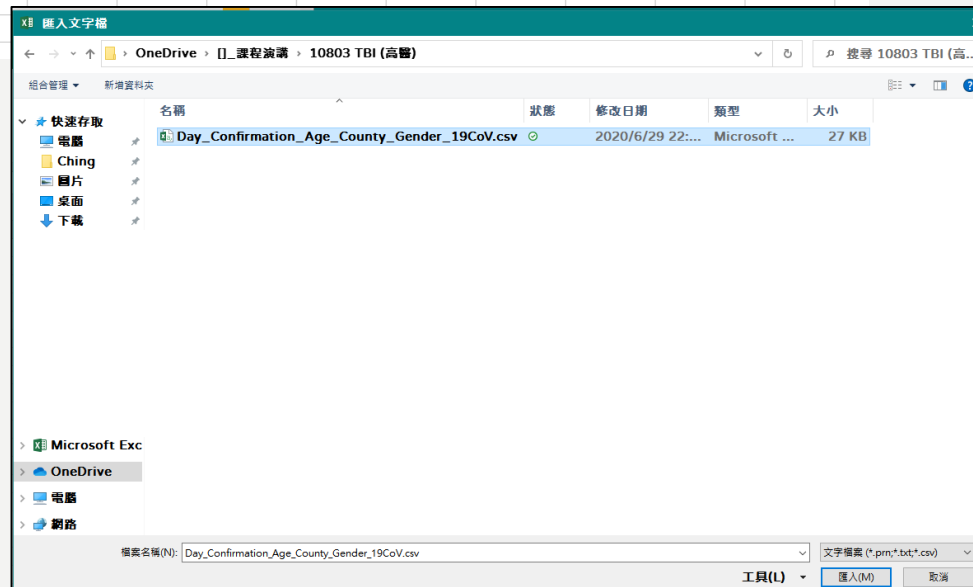 匯入文字檔
OneDrive › []_課程演講 › 10803 TBI (高醫)
搜尋 10803 TBI (高...
組合管理
新增資料夾
名稱
狀態
修改日期
類型
大小
Day_Confirmation_Age_County_Gender_19CoV.csv
2020/6/29 22:...
Microsoft ...
27 KB
快速存取
電腦
Ching
圖片
桌面
下載
Microsoft Exc
OneDrive
電腦
網路
檔案名稱(N):
Day_Confirmation_Age_County_Gender_19CoV.csv
文字檔案 (*.prn;*.txt;*.csv)
工具(L)
匯入(M)
取消